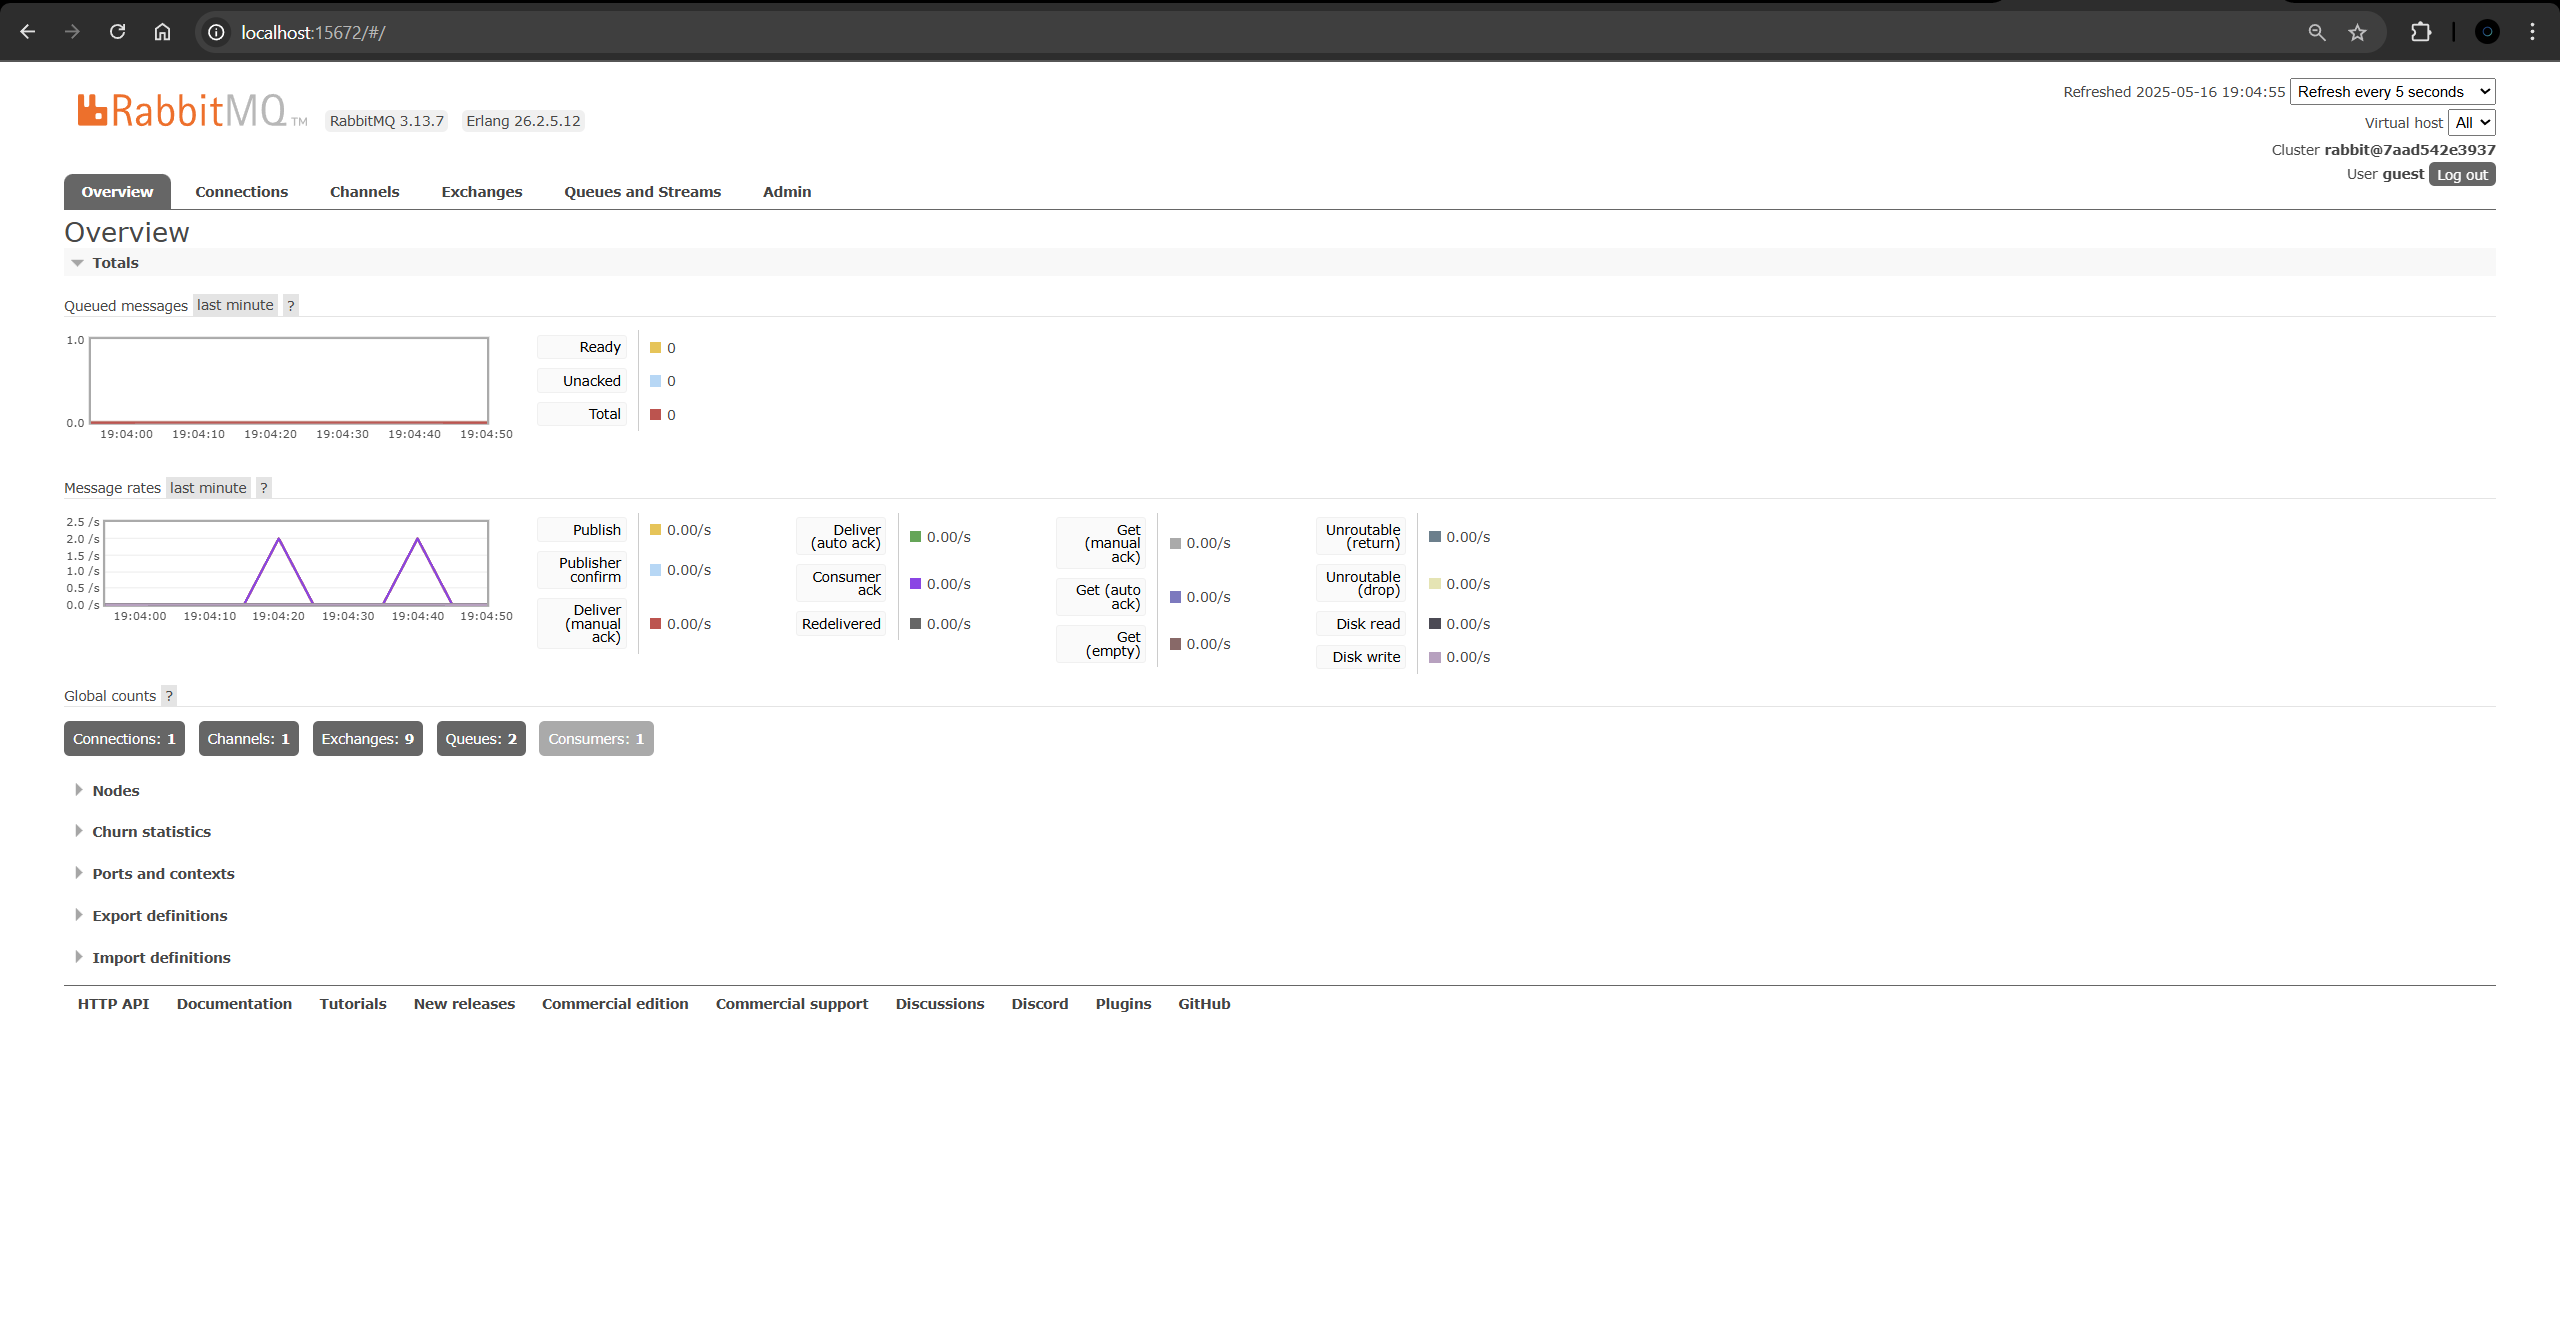 localhost:15672/#/
RabbitMQ TM
RabbitMQ 3.13.7 Erlang 26.2.5.12
Refreshed 2025-05-16 19:04:55 Refresh every 5 seconds
Virtual host All
Cluster rabbit@7aad542e3937
User guest Log out
Overview Connections Channels Exchanges Queues and Streams Admin
Overview
Totals
Queued messages last minute ?
1.0
0.0
19:04:00 19:04:10 19:04:20 19:04:30 19:04:40 19:04:50
Ready 0
Unacked 0
Total 0
Message rates last minute ?
2.5 /s
2.0 /s
1.5 /s
1.0 /s
0.5 /s
0.0 /s
19:04:00 19:04:10 19:04:20 19:04:30 19:04:40 19:04:50
Publish 0.00/s
Publisher
confirm 0.00/s
Deliver
(manual
ack) 0.00/s
Deliver
(auto ack) 0.00/s
Consumer
ack 0.00/s
Redelivered 0.00/s
Get
(manual
ack) 0.00/s
Get (auto
ack) 0.00/s
Get
(empty) 0.00/s
Unroutable
(return) 0.00/s
Unroutable
(drop) 0.00/s
Disk read 0.00/s
Disk write 0.00/s
Global counts ?
Connections: 1 Channels: 1 Exchanges: 9 Queues: 2 Consumers: 1
Nodes
Churn statistics
Ports and contexts
Export definitions
Import definitions
HTTP API Documentation Tutorials New releases Commercial edition Commercial support Discussions Discord Plugins GitHub